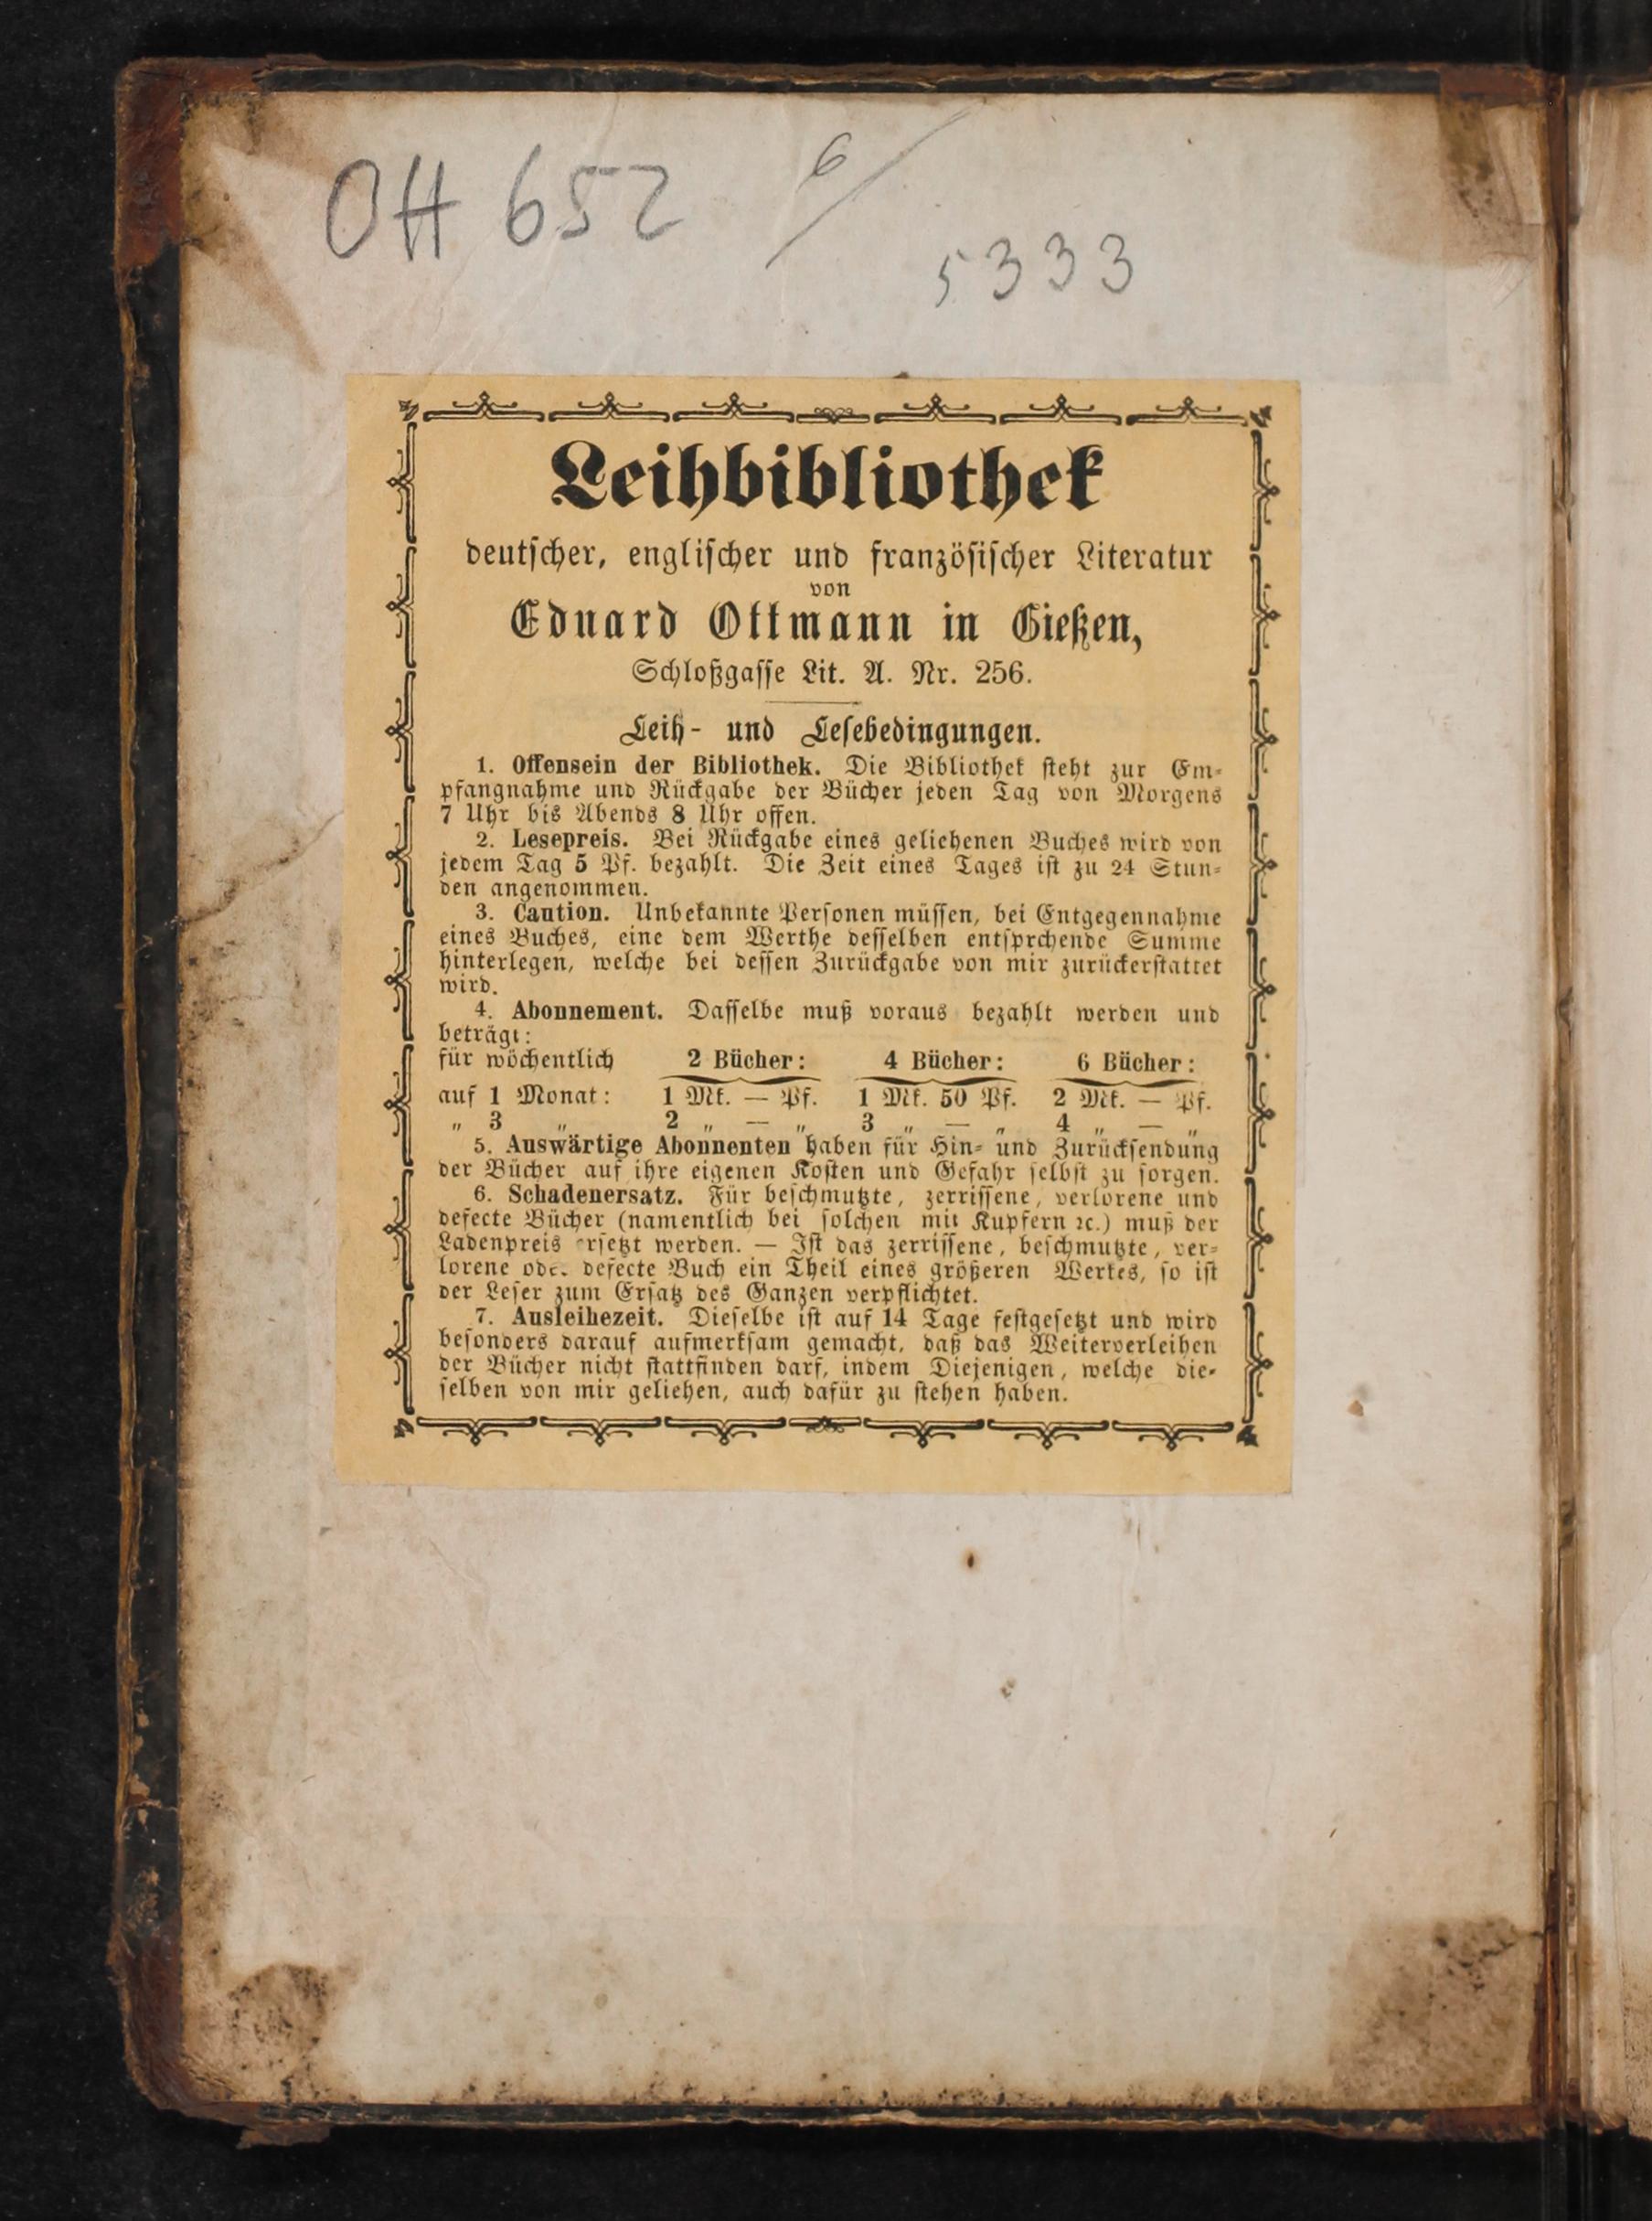 OH 652 6/
5333
Leihbibliothek
deutscher, englischer und französischer Literatur
von
Eduard Ottmann in Gießen,
Schloßgasse Lit. A. Nr. 256.
Leih- und Lesebedingungen.
1. Offensein der Bibliothek. Die Bibliothek steht zur Em-
pfangnahme und Rückgabe der Bücher jeden Tag von Morgens
7 Uhr bis Abends 8 Uhr offen.
2. Lesepreis. Bei Rückgabe eines geliehenen Buches wird von
jedem Tag 5 Pf. bezahlt. Die Zeit eines Tages ist zu 24 Stun-
den angenommen.
3. Caution. Unbekannte Personen müssen, bei Entgegennahme
eines Buches, eine dem Werthe desselben entsprchende Summe
hinterlegen, welche bei dessen Zurückgabe von mir zurückerstattet
wird.
4. Abonnement. Dasselbe muß voraus bezahlt werden und
beträgt:
für wöchentlich 2 Bücher: 4 Bücher: 6 Bücher:
auf 1 Monat: 1 Mk. — Pf. 1 Mk. 50 Pf. 2 Mk. — Pf.
„ 3 „ 2 „ — „ 3 „ — „ 4 „ — „
5. Auswärtige Abonnenten haben für Hin- und Zurücksendung
der Bücher auf ihre eigenen Kosten und Gefahr selbst zu sorgen.
6. Schadenersatz. Für beschmutzte, zerrissene, verlorene und
defecte Bücher (namentlich bei solchen mit Kupfern ꝛc.) muß der
Ladenpreis ersetzt werden. — Ist das zerrissene, beschmutzte, ver-
lorene oder defecte Buch ein Theil eines größeren Werkes, so ist
der Leser zum Ersatz des Ganzen verpflichtet.
7. Ausleihezeit. Dieselbe ist auf 14 Tage festgesetzt und wird
besonders darauf aufmerksam gemacht, daß das Weiterverleihen
der Bücher nicht stattfinden darf, indem Diejenigen, welche die-
selben von mir geliehen, auch dafür zu stehen haben.